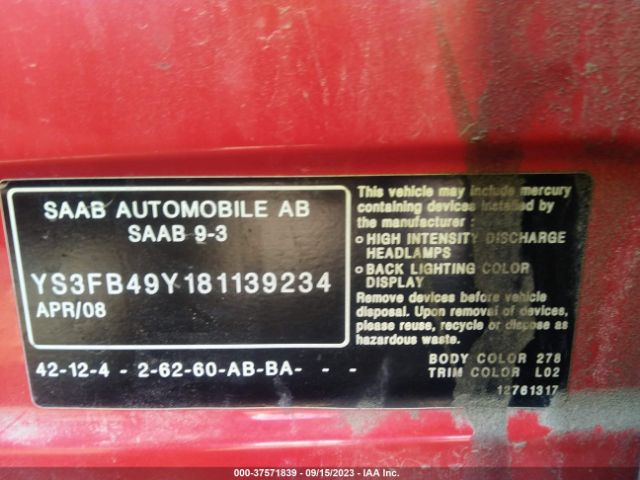 SAAB AUTOMOBILE AB
SAAB 9-3
YS3FB49Y181139234
APR/08
42-12-4 - 2-62-60-AB-BA- - -
This vehicle may include mercury
containing devices installed by
the manufacturer :
HIGH INTENSITY DISCHARGE
HEADLAMPS
BACK LIGHTING COLOR
DISPLAY
Remove devices before vehicle
disposal. Upon removal of devices,
please reuse, recycle or dispose as
hazardous waste.
BODY COLOR 278
TRIM COLOR L02
12761317
000-37571839 - 09/15/2023 - IAA Inc.